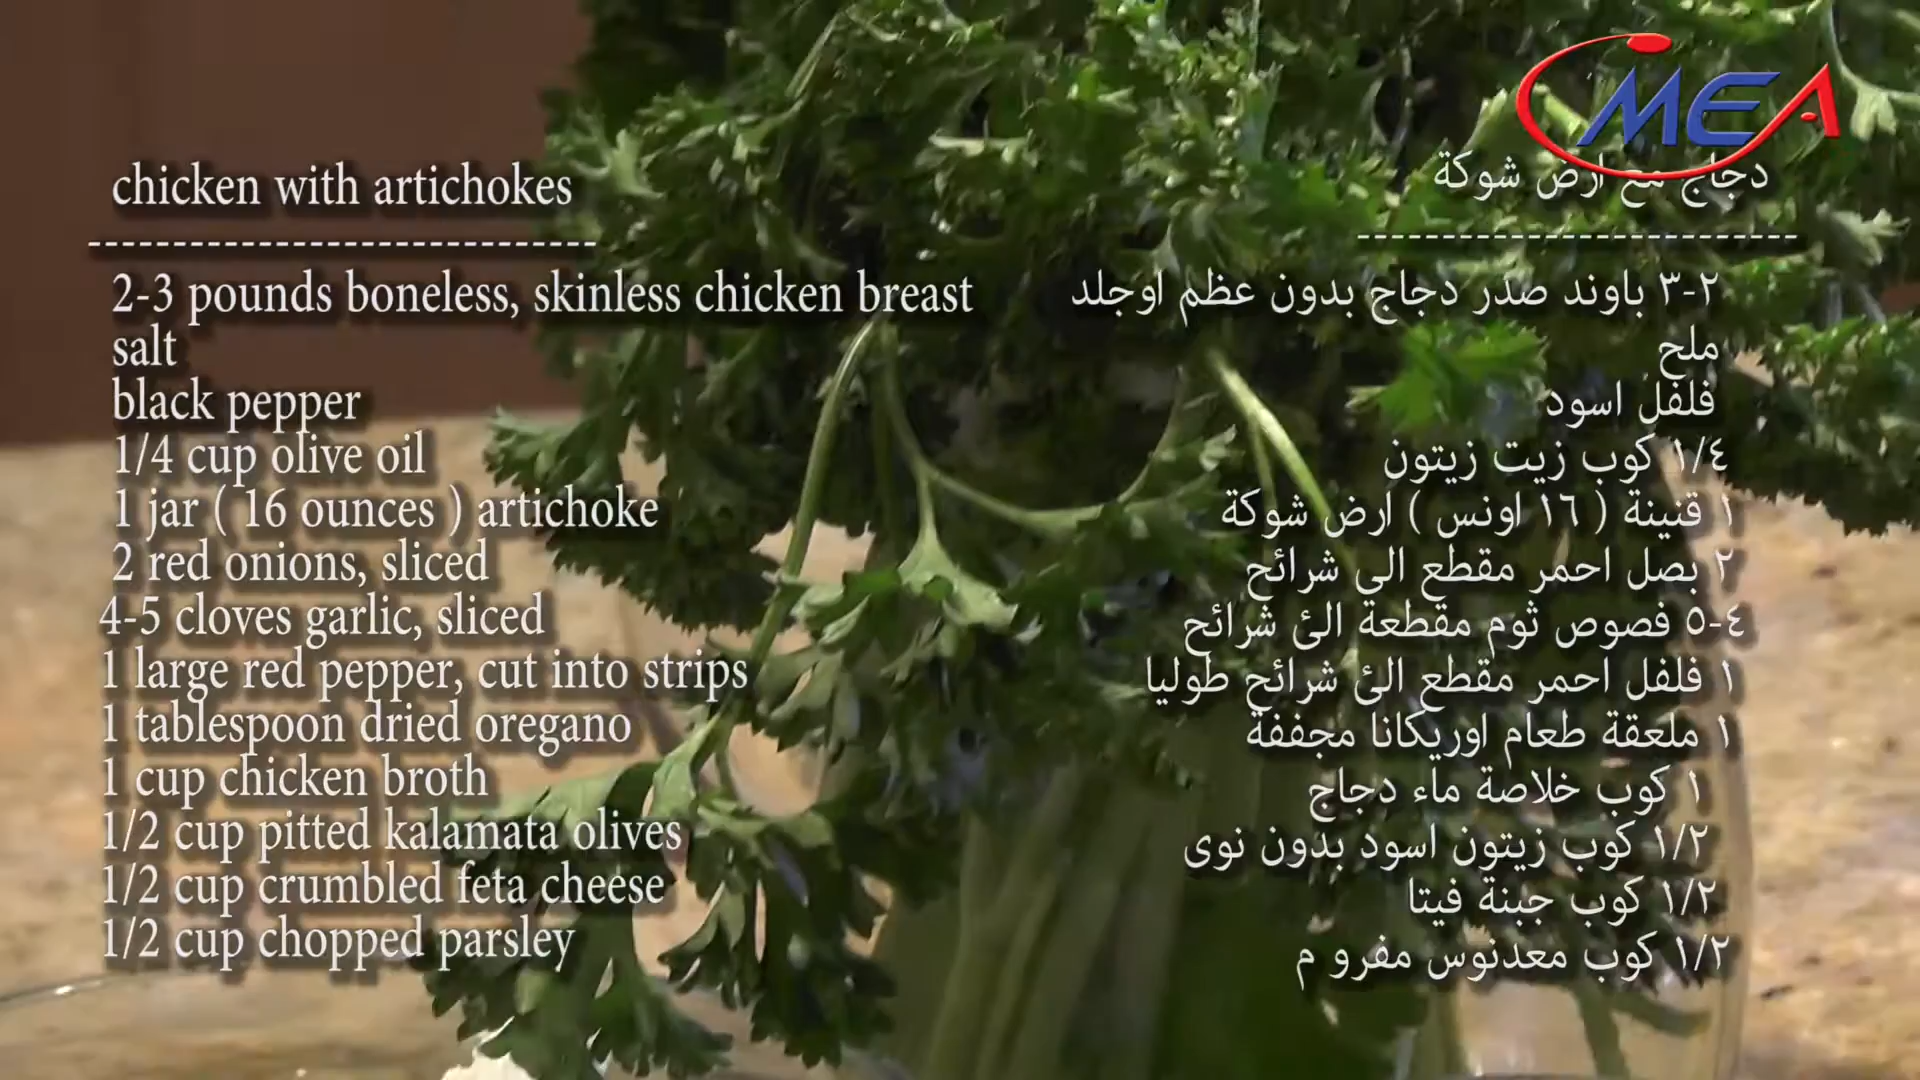 MEA
chicken with artichokes
------------------------------
2-3 pounds boneless, skinless chicken breast
salt
black pepper
1/4 cup olive oil
1 jar ( 16 ounces ) artichoke
2 red onions, sliced
4-5 cloves garlic, sliced
1 large red pepper, cut into strips
1 tablespoon dried oregano
1 cup chicken broth
1/2 cup pitted kalamata olives
1/2 cup crumbled feta cheese
1/2 cup chopped parsley
دجاج مع ارض شوكة
--------------------------
٢-٣ باوند صدر دجاج بدون عظم اوجلد
ملح
فلفل اسود
١/٤ كوب زيت زيتون
١ قنينة ( ١٦ اونس ) ارض شوكة
٢ بصل احمر مقطع الى شرائح
٤-٥ فصوص ثوم مقطعة الئ شرائح
١ فلفل احمر مقطع الئ شرائح طوليا
١ ملعقة طعام اوريكانا مجففة
١ كوب خلاصة ماء دجاج
١/٢ كوب زيتون اسود بدون نوى
١/٢ كوب جبنة فيتا
١/٢ كوب معدنوس مفرو م